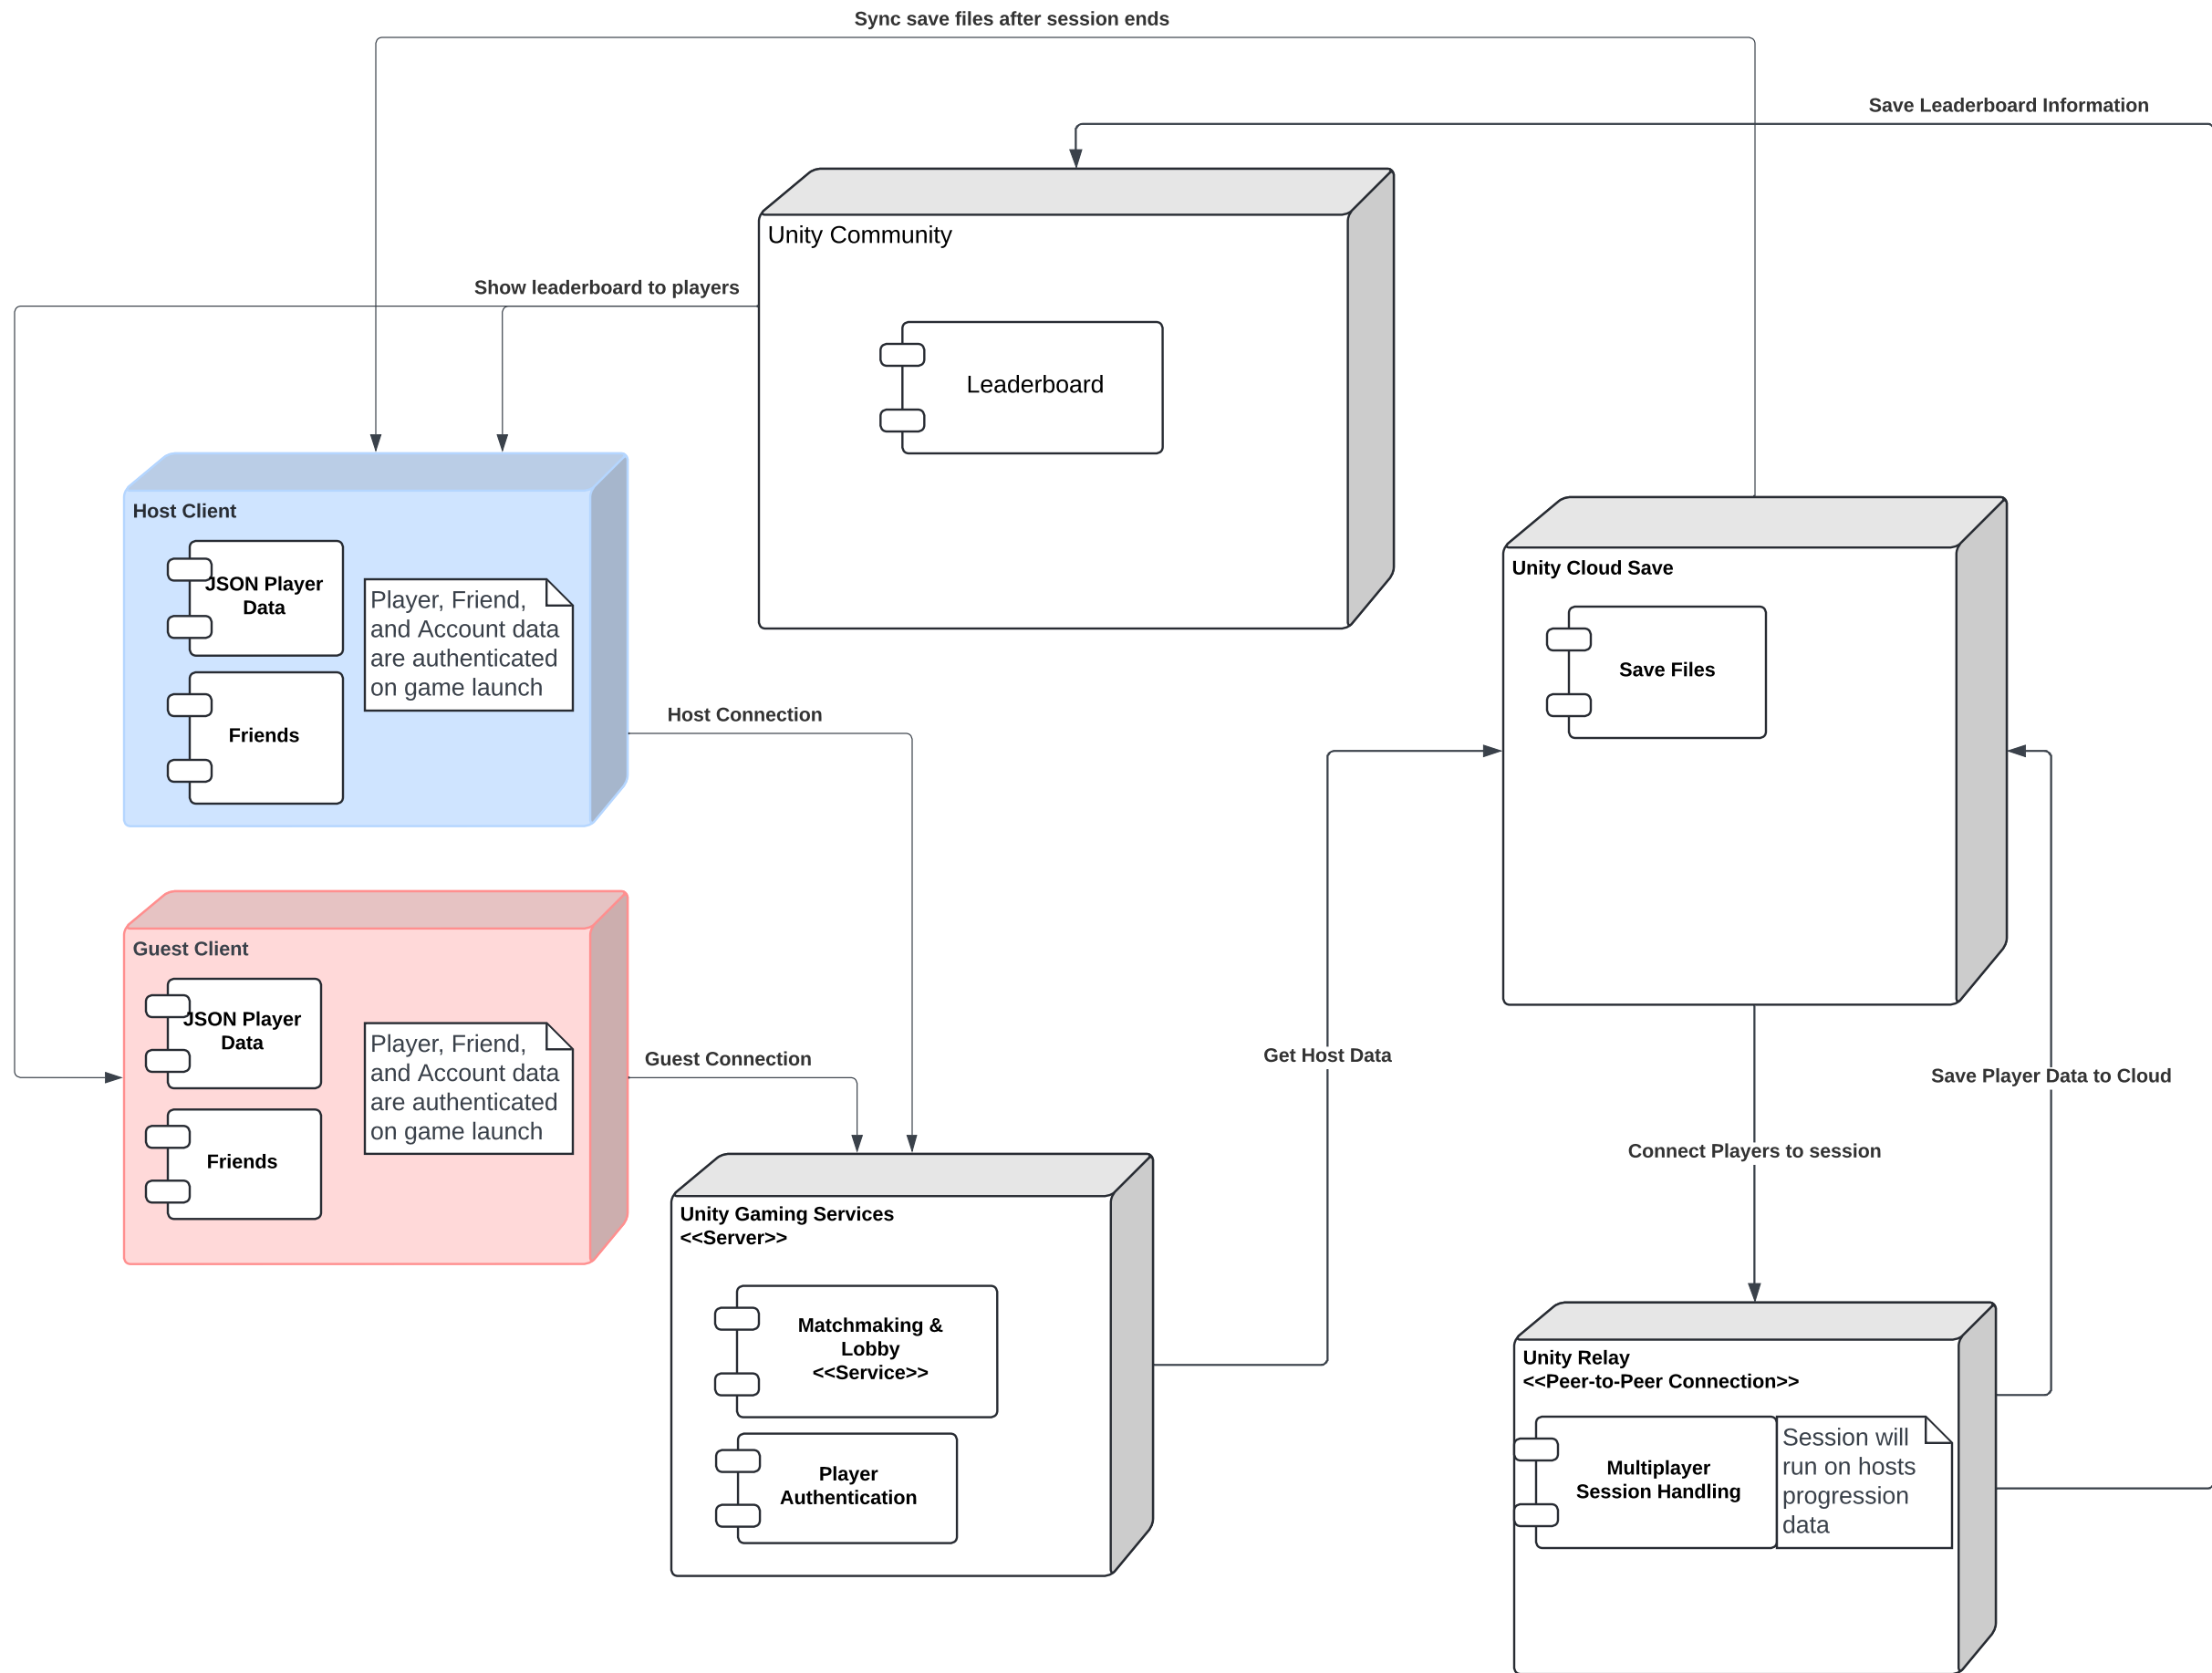 Sync save files after session ends
Save Leaderboard Information
Unity Community
Show leaderboard to players
Leaderboard
Host Client
JSON Player
Data
Player, Friend,
and Account data
are authenticated
on game launch
Friends
Unity Cloud Save
Save Files
Host Connection
Guest Client
JSON Player
Data
Player, Friend,
and Account data
are authenticated
on game launch
Friends
Guest Connection
Get Host Data
Save Player Data to Cloud
Connect Players to session
Unity Gaming Services
<<Server>>
Matchmaking &
Lobby
<<Service>>
Player
Authentication
Unity Relay
<<Peer-to-Peer Connection>>
Multiplayer
Session Handling
Session will
run on hosts
progression
data